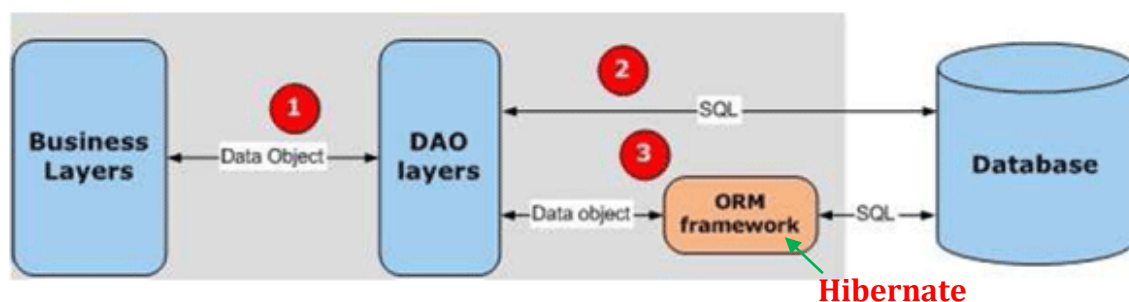 Business
Layers
1
Data Object
DAO
layers
2
SQL
3
Data object
ORM
framework
SQL
Database
Hibernate